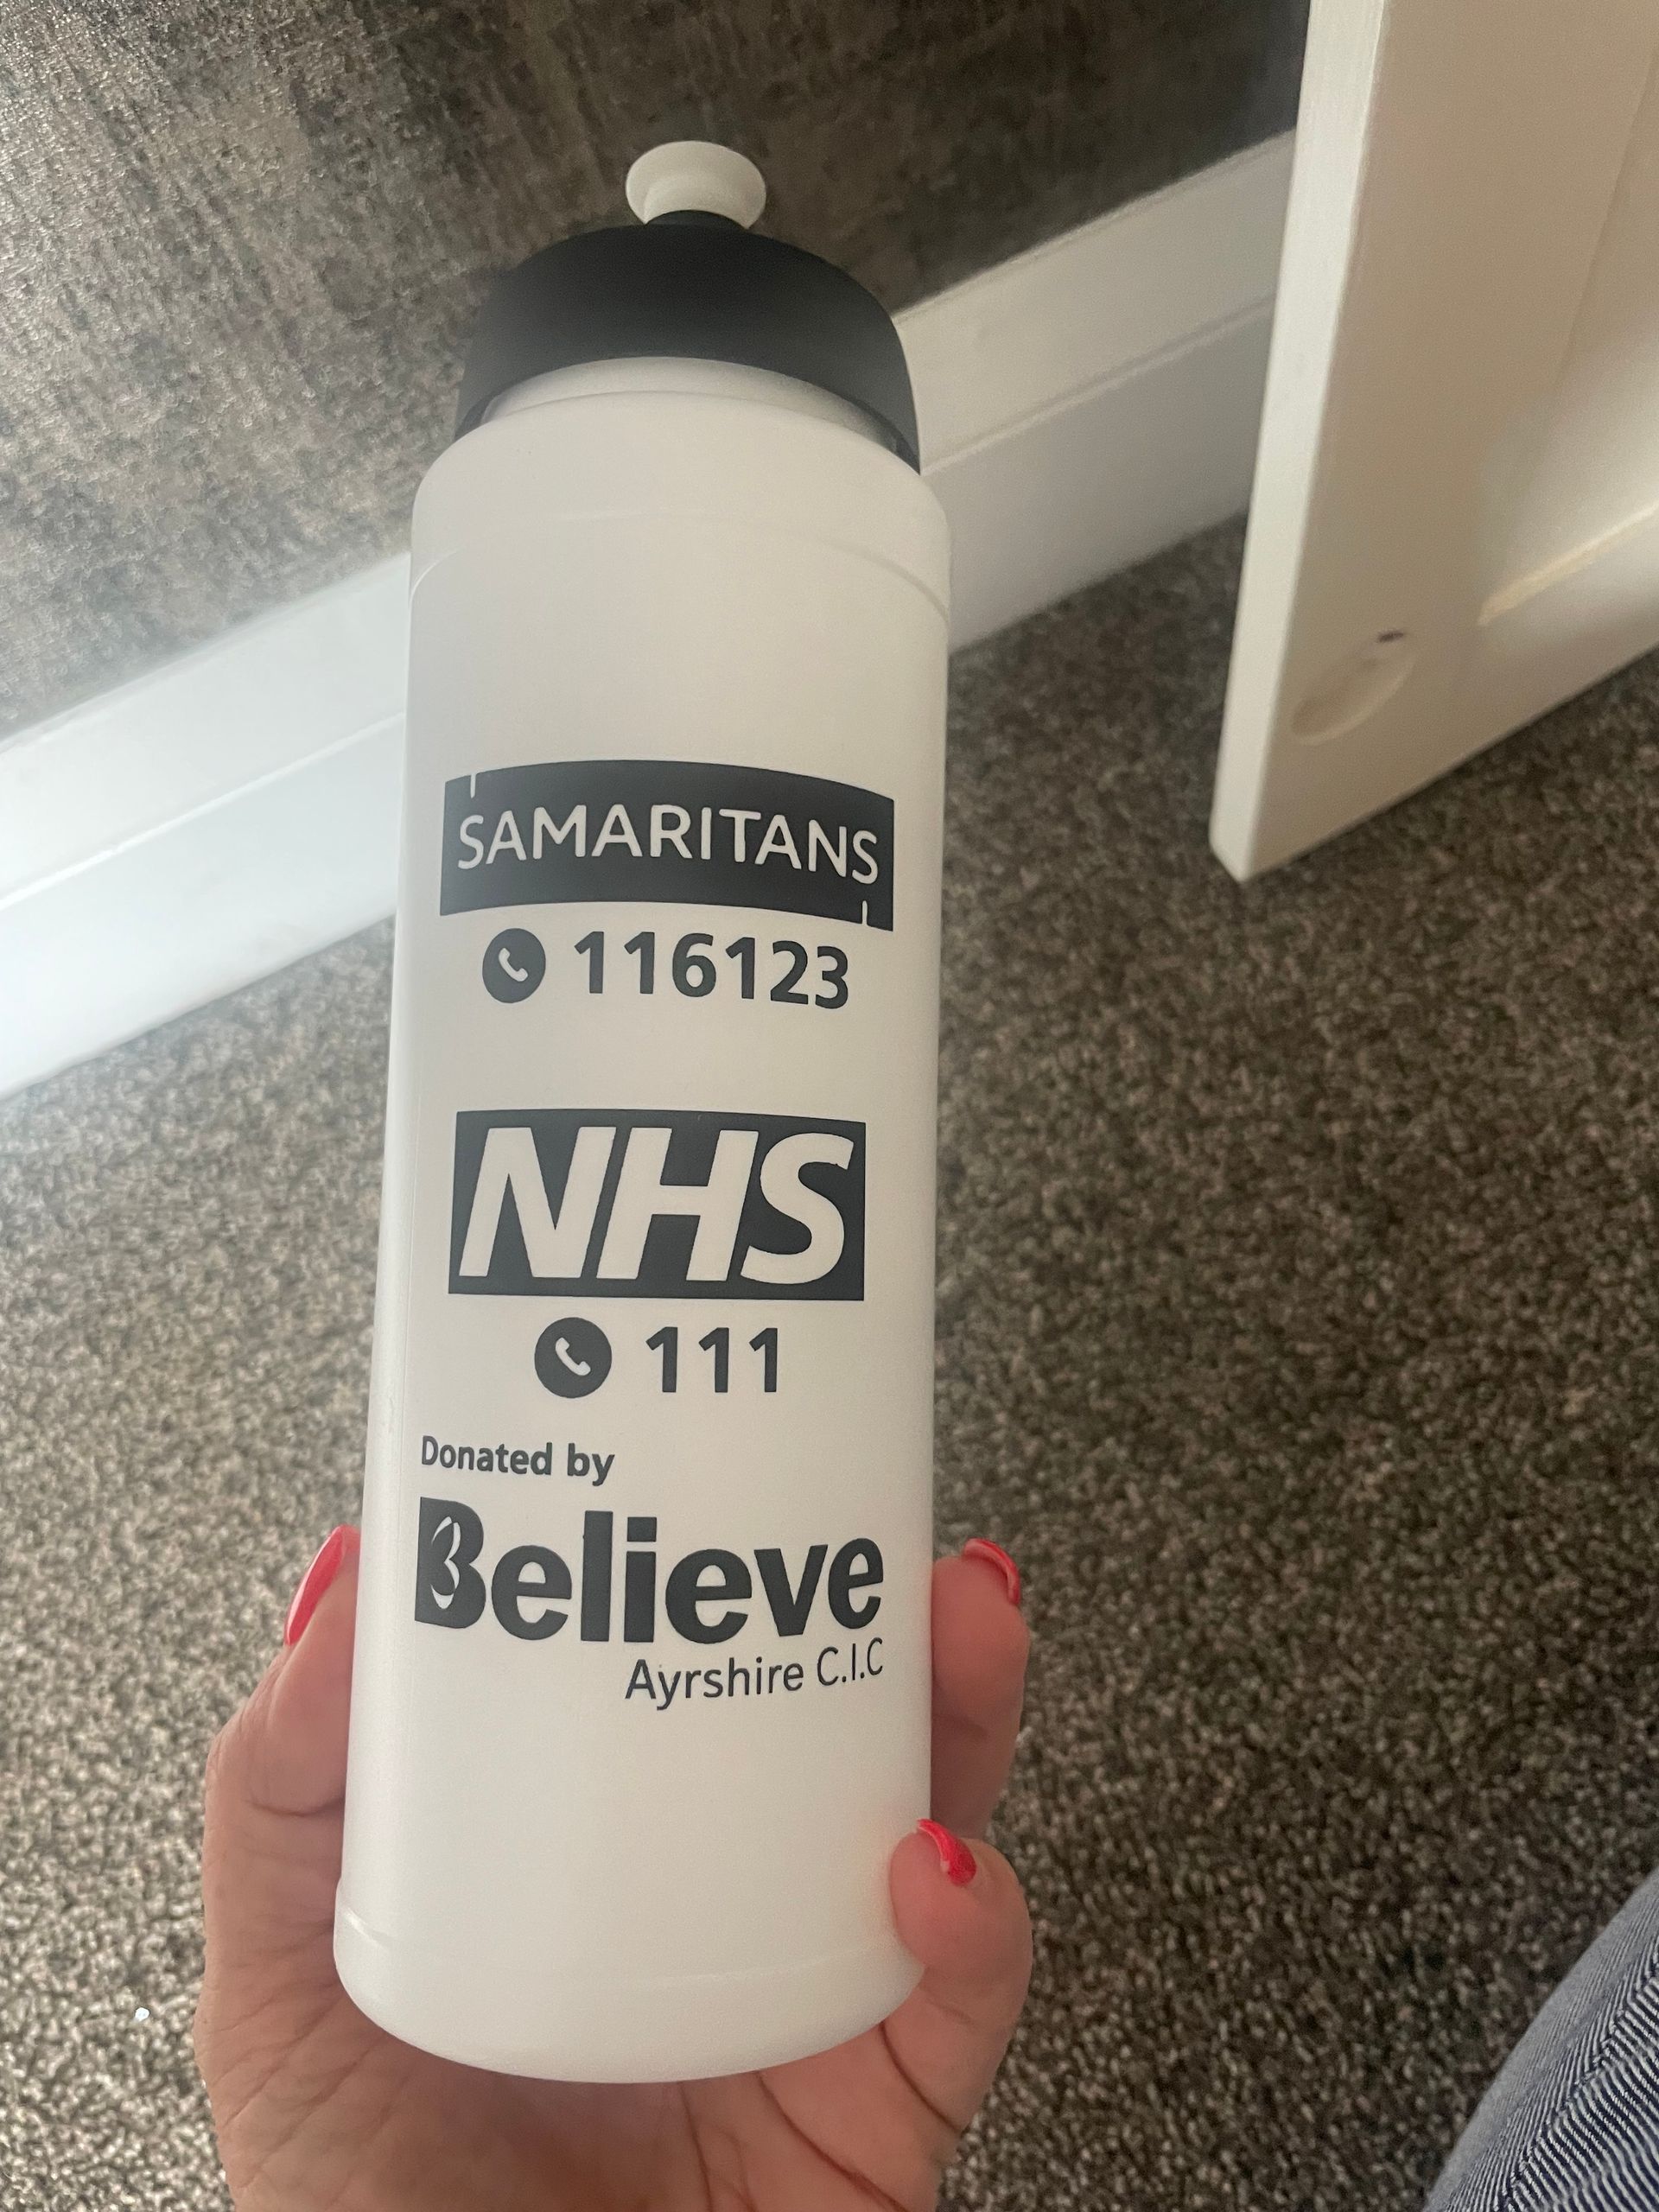 SAMARITANS
116123
NHS
111
Donated by
Believe
Ayrshire C.I.C